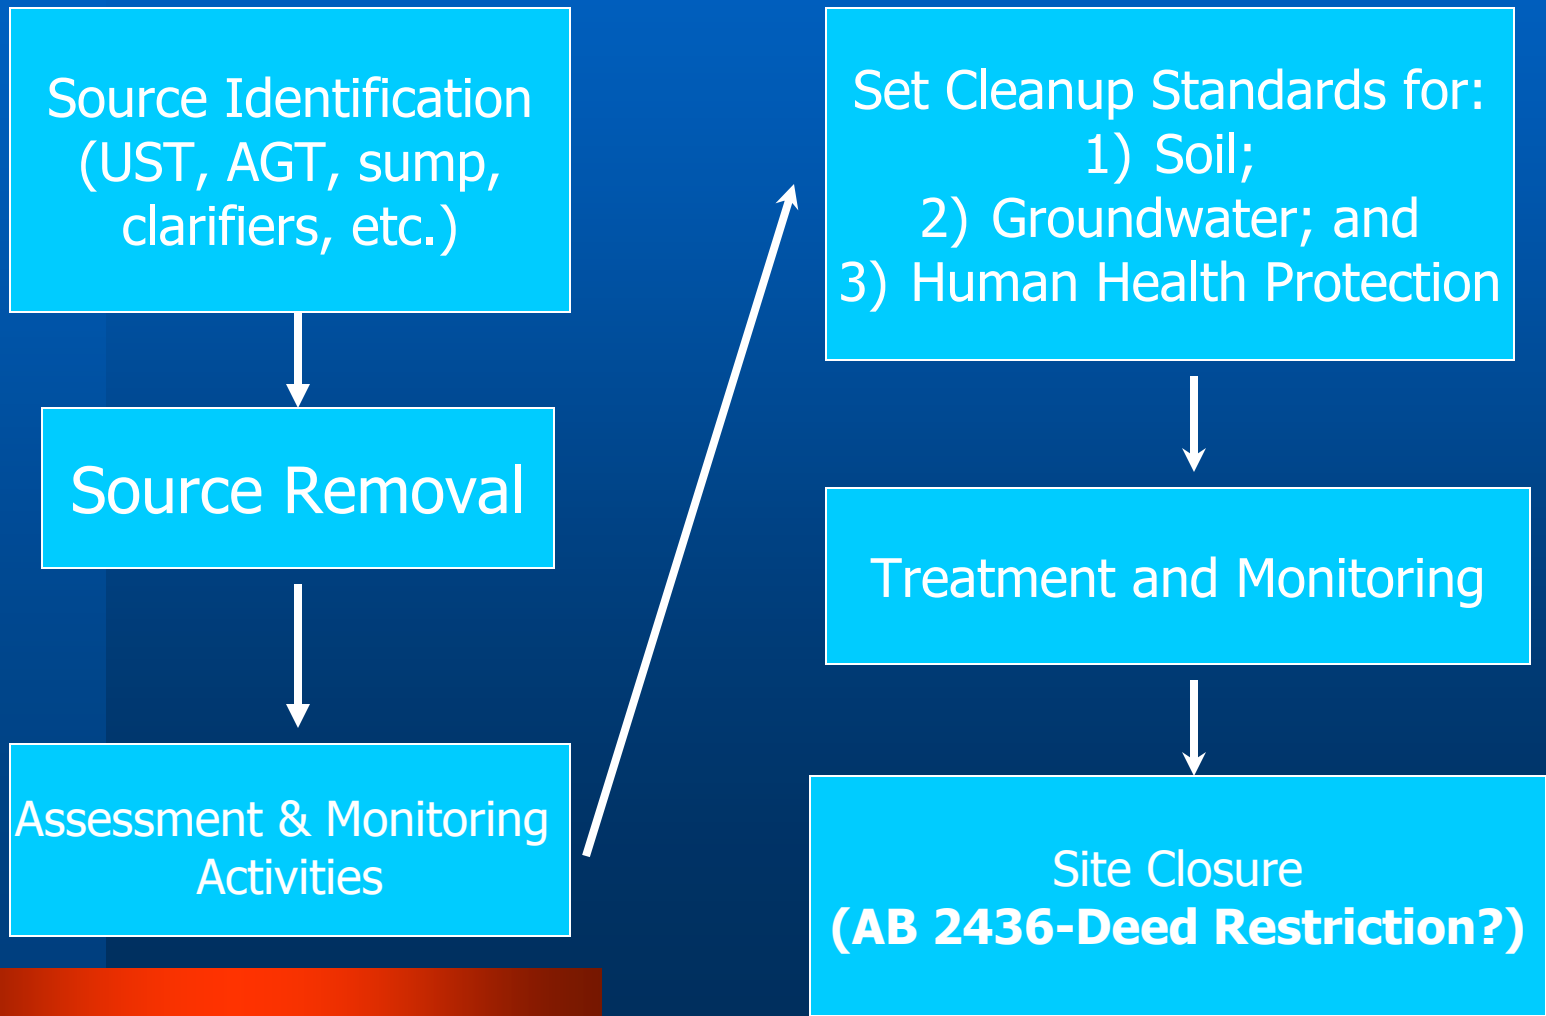 Source Identification
(UST, AGT, sump,
clarifiers, etc.)
Source Removal
Assessment & Monitoring
Activities
Set Cleanup Standards for:
1) Soil;
2) Groundwater; and
3) Human Health Protection
Treatment and Monitoring
Site Closure
(AB 2436-Deed Restriction?)